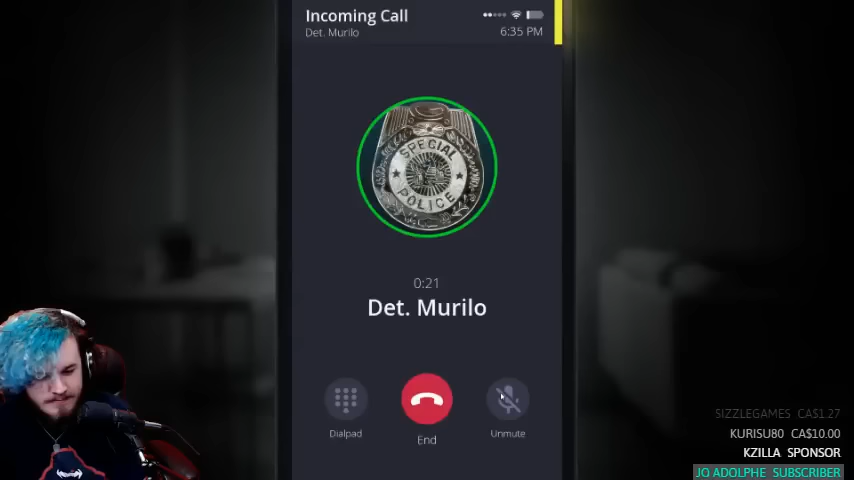 Incoming Call
Det. Murilo
6:35 PM
SPECIAL
POLICE
0:21
Det. Murilo
Dialpad
End
Unmute
SIZZLEGAMES CA$1.27
KURISU80 CA$10.00
KZILLA SPONSOR
JO ADOLPHE SUBSCRIBER